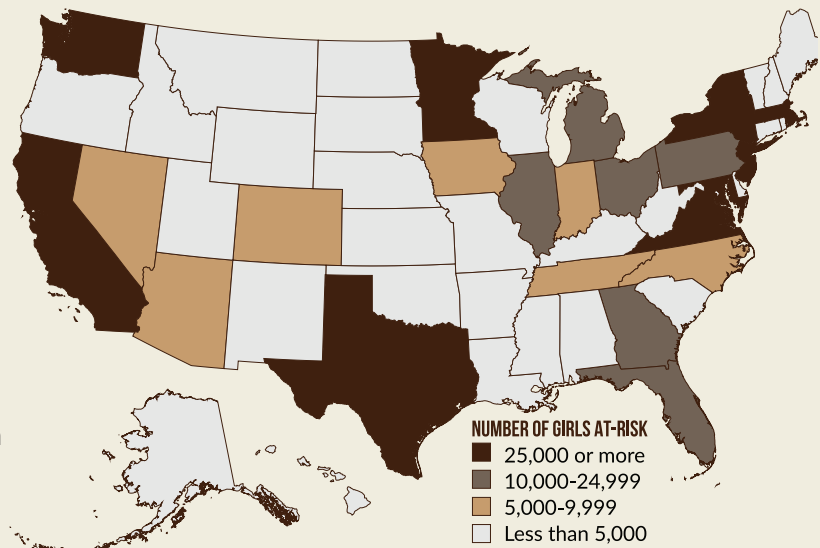 NUMBER OF GIRLS AT-RISK
25,000 or more
10,000-24,999
5,000-9,999
Less than 5,000